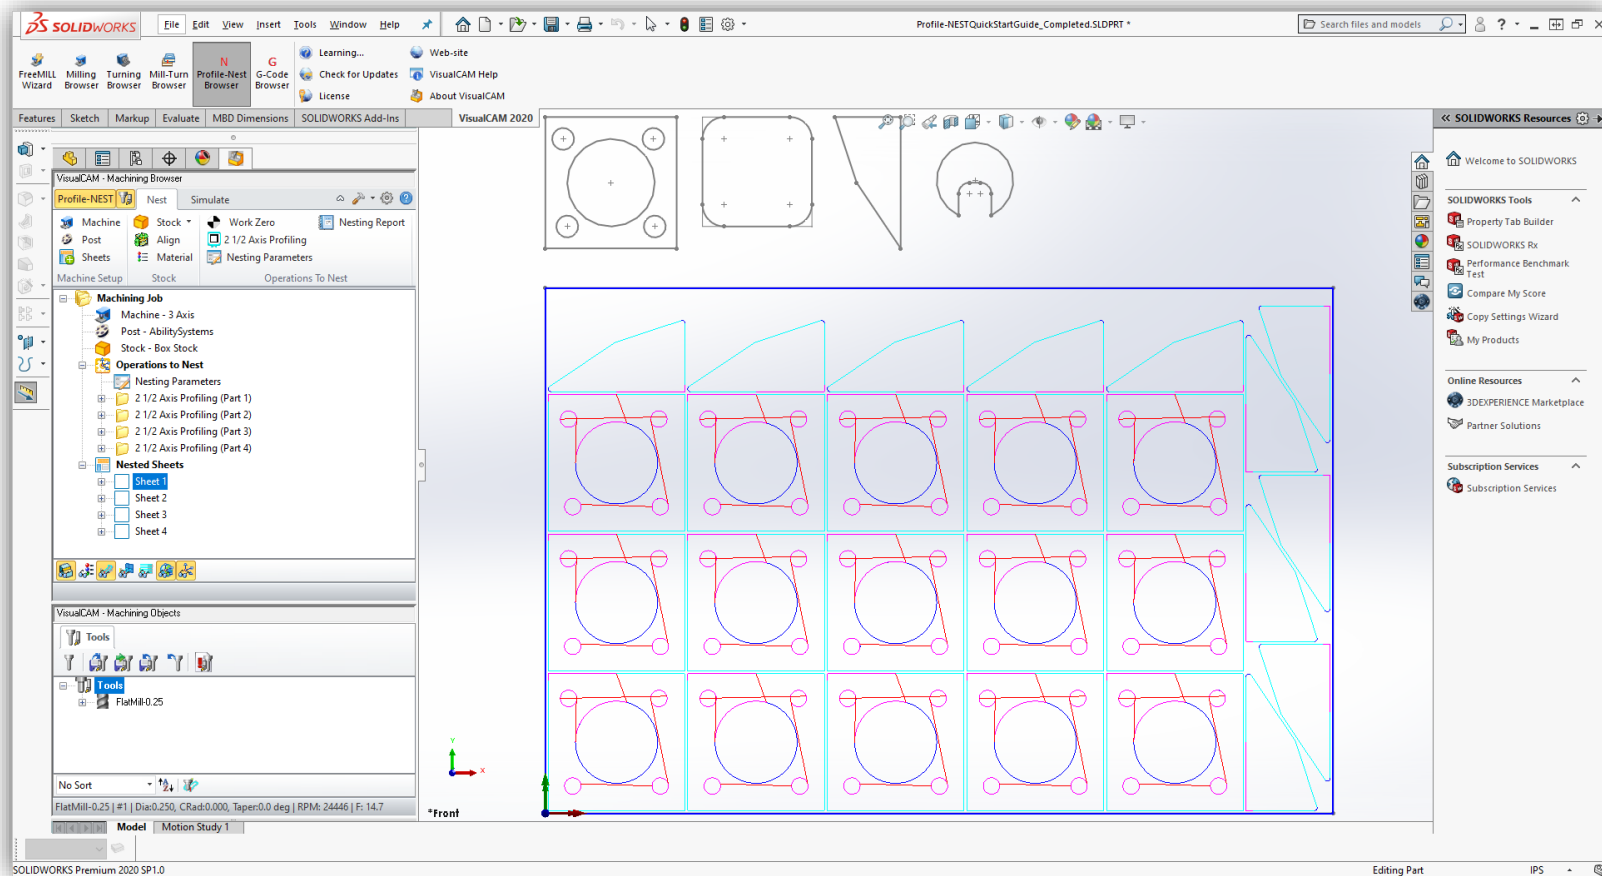 SOLIDWORKS File Edit View Insert Tools Window Help Profile-NESTQuickStartGuide_Completed.SLDPRT * Search files and models ?
FreeMILL Wizard
Milling Browser
Turning Browser
Mill-Turn Browser
N Profile-Nest Browser
G G-Code Browser
Learning... Web-site
Check for Updates VisualCAM Help
License About VisualCAM
Features Sketch Markup Evaluate MBD Dimensions SOLIDWORKS Add-Ins VisualCAM 2020
VisualCAM - Machining Browser
Profile-NEST Nest Simulate
Machine Stock Work Zero Nesting Report
Post Align 2 1/2 Axis Profiling
Sheets Material Nesting Parameters
Machine Setup Stock Operations To Nest
Machining Job
Machine - 3 Axis
Post - AbilitySystems
Stock - Box Stock
Operations to Nest
Nesting Parameters
2 1/2 Axis Profiling (Part 1)
2 1/2 Axis Profiling (Part 2)
2 1/2 Axis Profiling (Part 3)
2 1/2 Axis Profiling (Part 4)
Nested Sheets
Sheet 1
Sheet 2
Sheet 3
Sheet 4
VisualCAM - Machining Objects
Tools
Tools
FlatMill-0.25
No Sort
FlatMill-0.25 | #1 | Dia:0.250, CRad:0.000, Taper:0.0 deg | RPM: 24446 | F: 14.7
Y
X
*Front
Model Motion Study 1
SOLIDWORKS Premium 2020 SP1.0 Editing Part IPS
SOLIDWORKS Resources
Welcome to SOLIDWORKS
SOLIDWORKS Tools
Property Tab Builder
SOLIDWORKS Rx
Performance Benchmark
Test
Compare My Score
Copy Settings Wizard
My Products
Online Resources
3DEXPERIENCE Marketplace
Partner Solutions
Subscription Services
Subscription Services